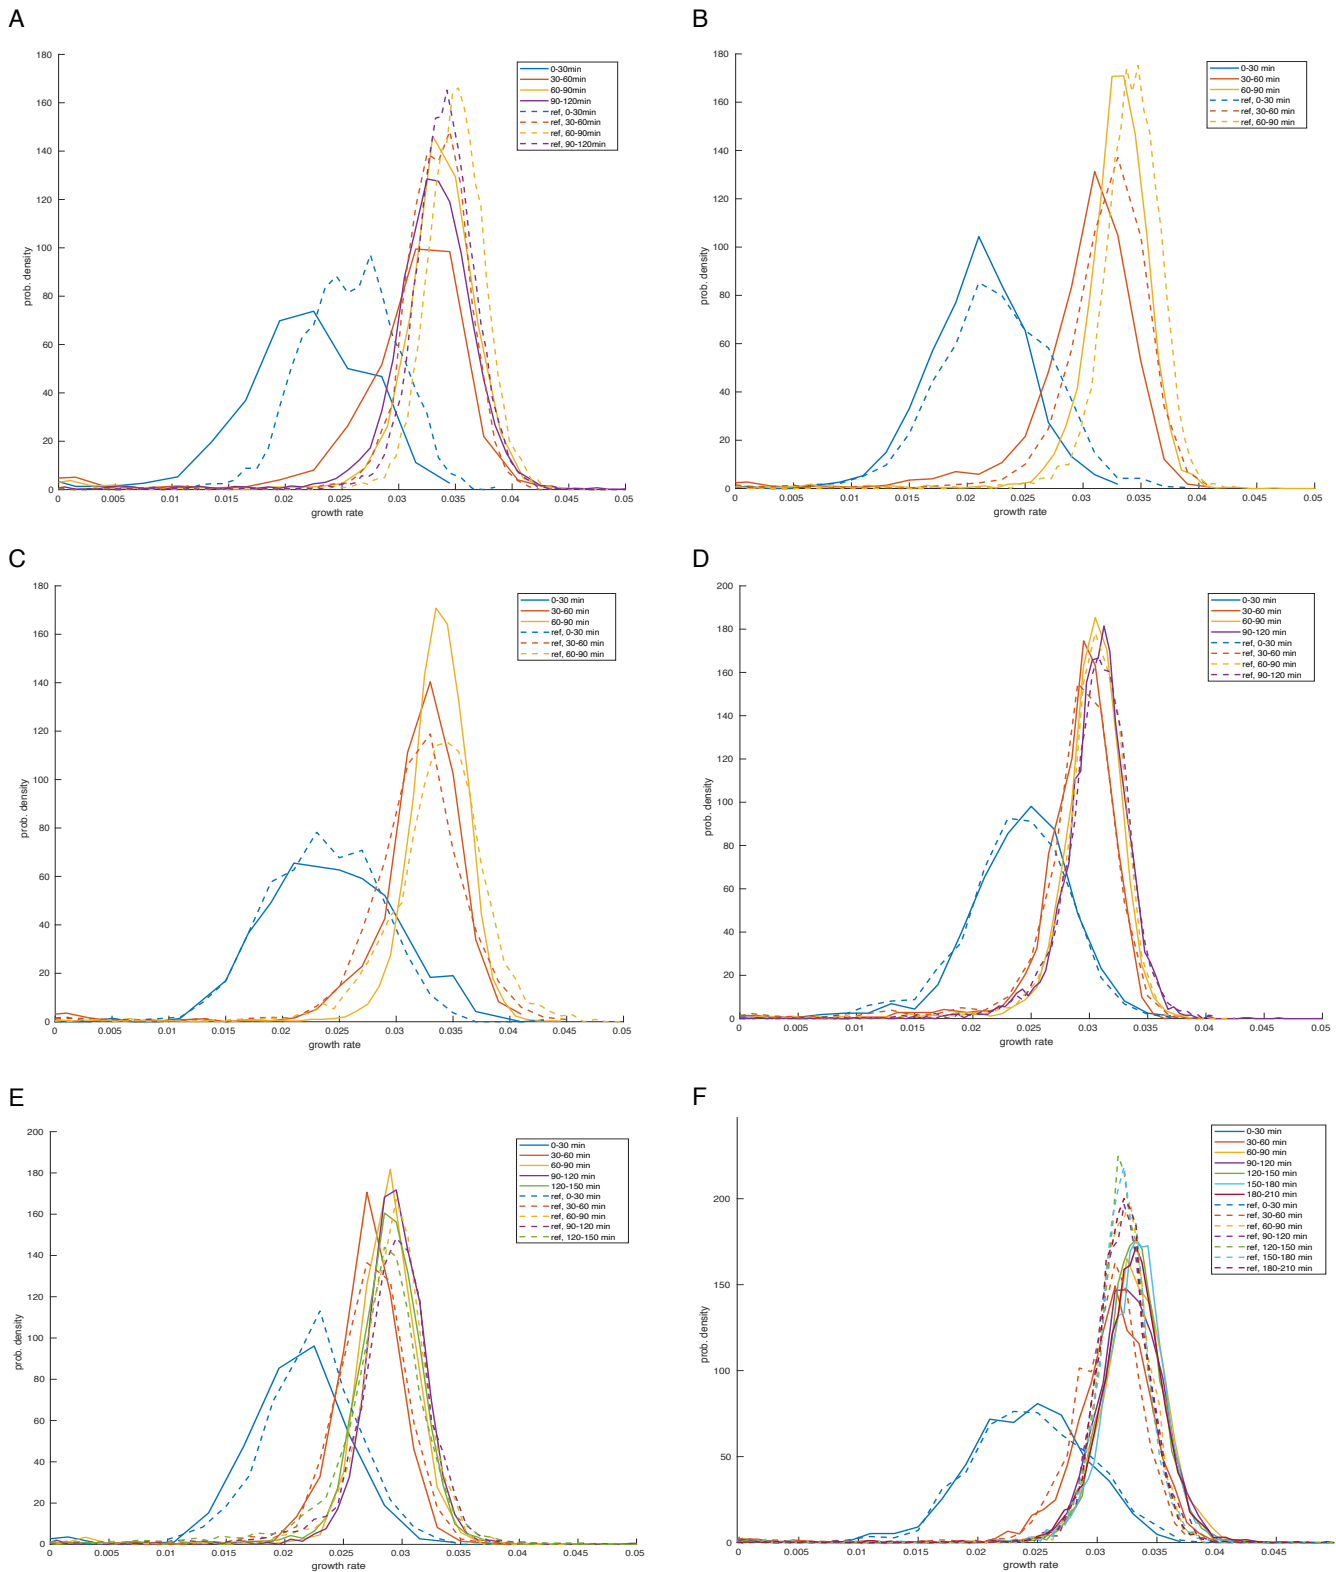 A
180
160
140
120
100
80
60
40
20
0
prob. density
0 0.005 0.01 0.015 0.02 0.025 0.03 0.035 0.04 0.045 0.05
growth rate
0-30min
30-60min
60-90min
90-120min
ref, 0-30min
ref, 30-60min
ref, 60-90min
ref, 90-120min
B
180
160
140
120
100
80
60
40
20
0
prob. density
0 0.005 0.01 0.015 0.02 0.025 0.03 0.035 0.04 0.045 0.05
growth rate
0-30 min
30-60 min
60-90 min
ref, 0-30 min
ref, 30-60 min
ref, 60-90 min
C
180
160
140
120
100
80
60
40
20
0
prob. density
0 0.005 0.01 0.015 0.02 0.025 0.03 0.035 0.04 0.045 0.05
growth rate
0-30 min
30-60 min
60-90 min
ref, 0-30 min
ref, 30-60 min
ref, 60-90 min
D
200
180
160
140
120
100
80
60
40
20
0
prob. density
0 0.005 0.01 0.015 0.02 0.025 0.03 0.035 0.04 0.045 0.05
growth rate
0-30 min
30-60 min
60-90 min
90-120 min
ref, 0-30 min
ref, 30-60 min
ref, 60-90 min
ref, 90-120 min
E
200
180
160
140
120
100
80
60
40
20
0
prob. density
0 0.005 0.01 0.015 0.02 0.025 0.03 0.035 0.04 0.045 0.05
growth rate
0-30 min
30-60 min
60-90 min
90-120 min
120-150 min
ref, 0-30 min
ref, 30-60 min
ref, 60-90 min
ref, 90-120 min
ref, 120-150 min
F
200
150
100
50
0
prob. density
0 0.005 0.01 0.015 0.02 0.025 0.03 0.035 0.04 0.045
growth rate
0-30 min
30-60 min
60-90 min
90-120 min
120-150 min
150-180 min
180-210 min
ref, 0-30 min
ref, 30-60 min
ref, 60-90 min
ref, 90-120 min
ref, 120-150 min
ref, 150-180 min
ref, 180-210 min